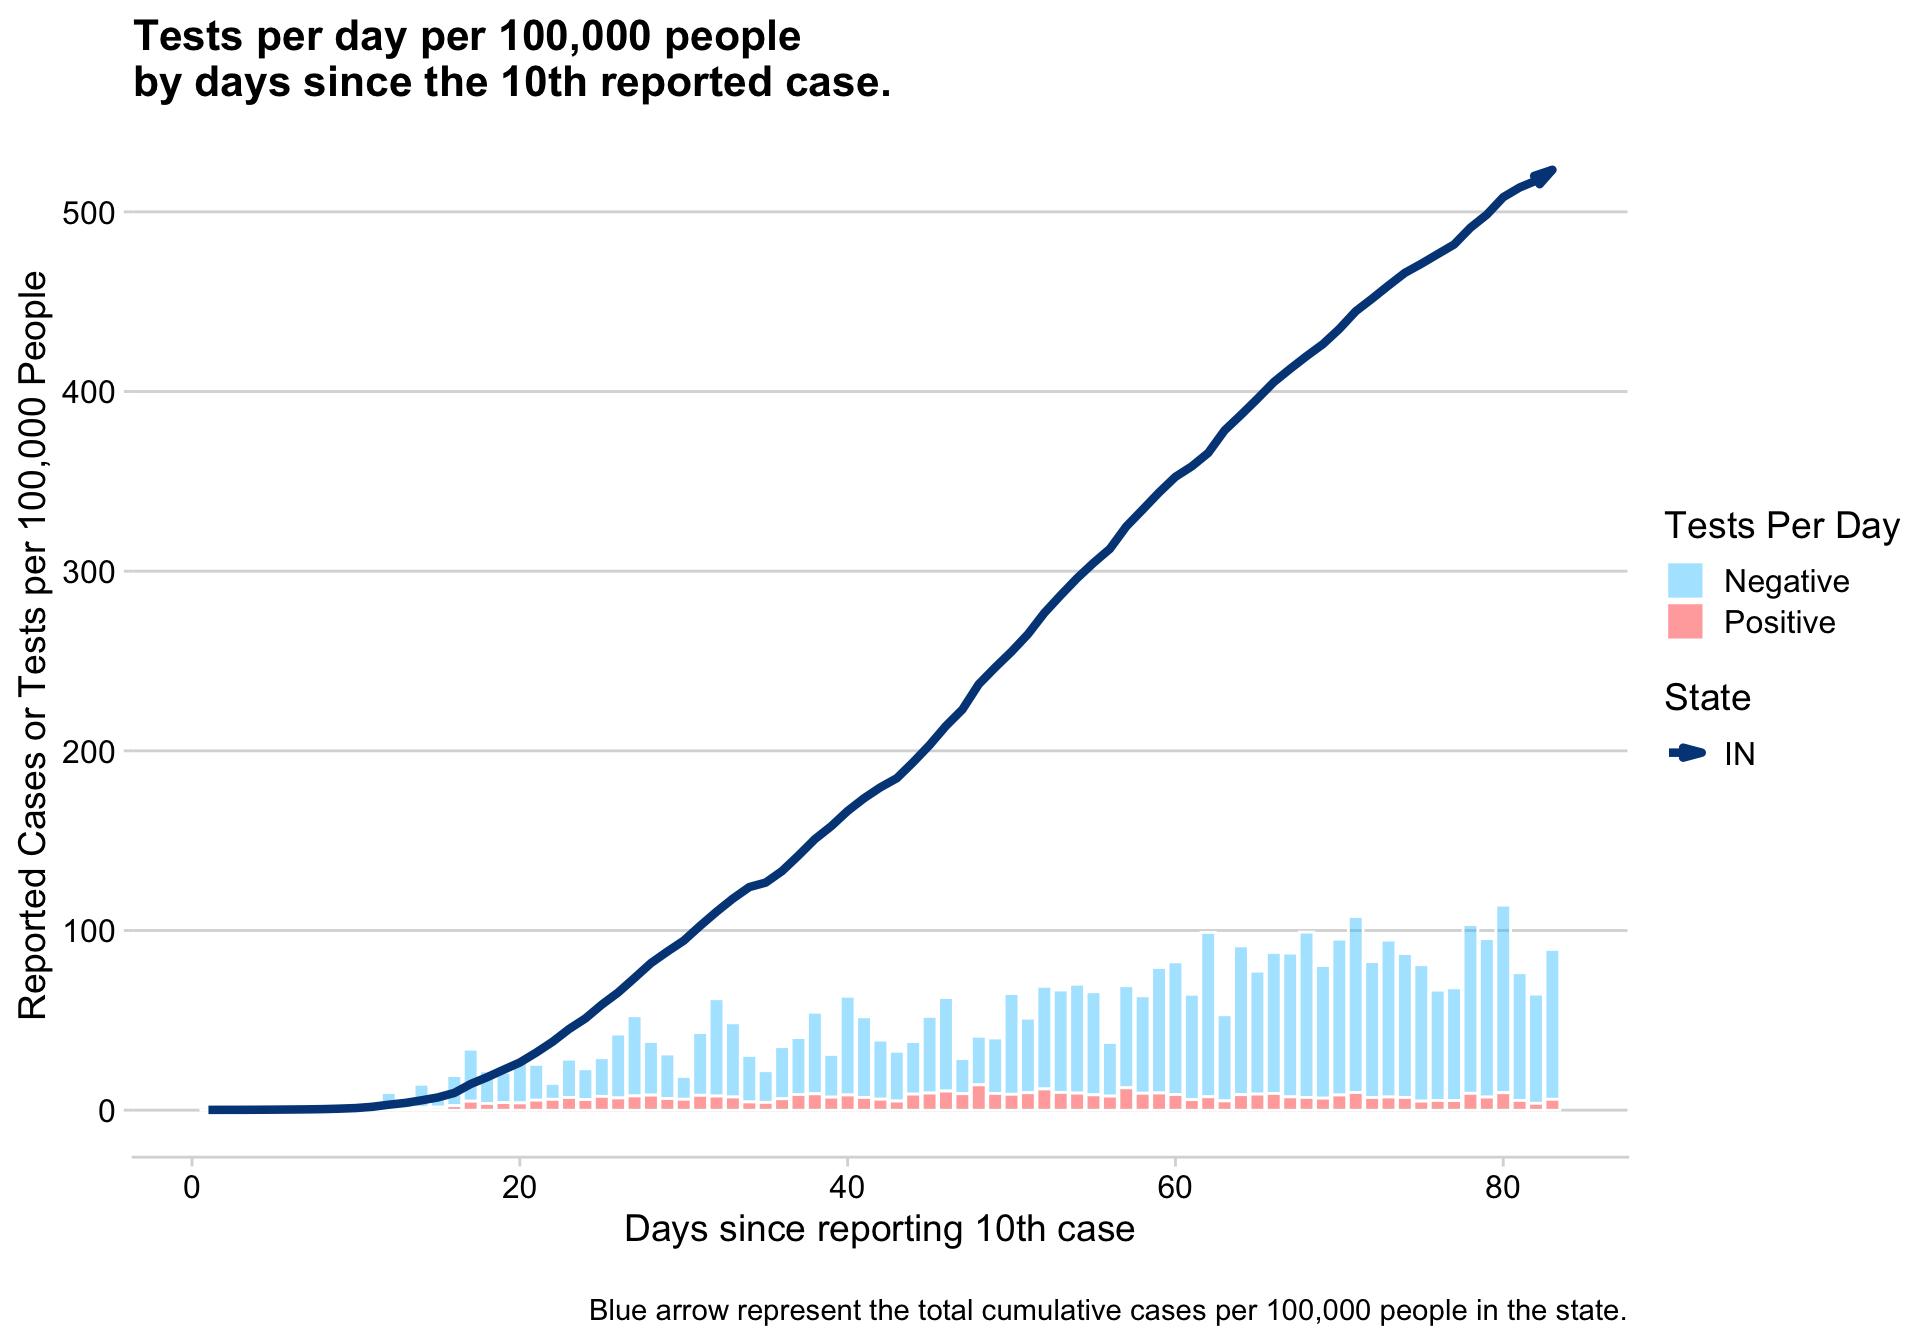 Tests per day per 100,000 people
by days since the 10th reported case.
Reported Cases or Tests per 100,000 People
500
400
300
200
100
0
0
20
40
60
80
Days since reporting 10th case
Tests Per Day
Negative
Positive
State
IN
Blue arrow represent the total cumulative cases per 100,000 people in the state.